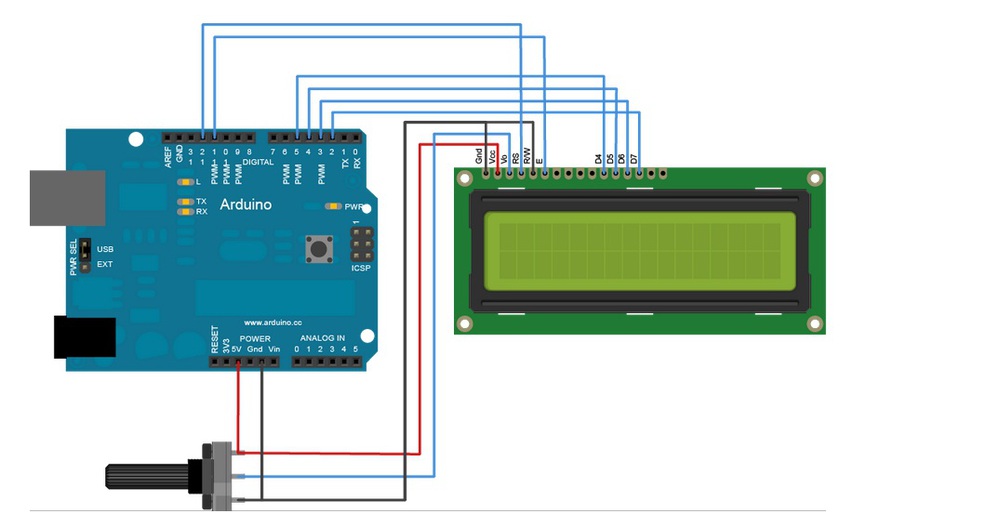 Gnd Vcc Vo RS R/W E D4 D5 D6 D7
AREF GND 13 12 11 10 9 8 7 6 5 4 3 2 1 0
PWM PWM PWM DIGITAL PWM PWM PWM TX RX
L
TX
RX
Arduino
PWR
1
ICSP
PWR SEL
USB
EXT
www.arduino.cc
POWER ANALOG IN
RESET 3V3 5V Gnd Vin 0 1 2 3 4 5